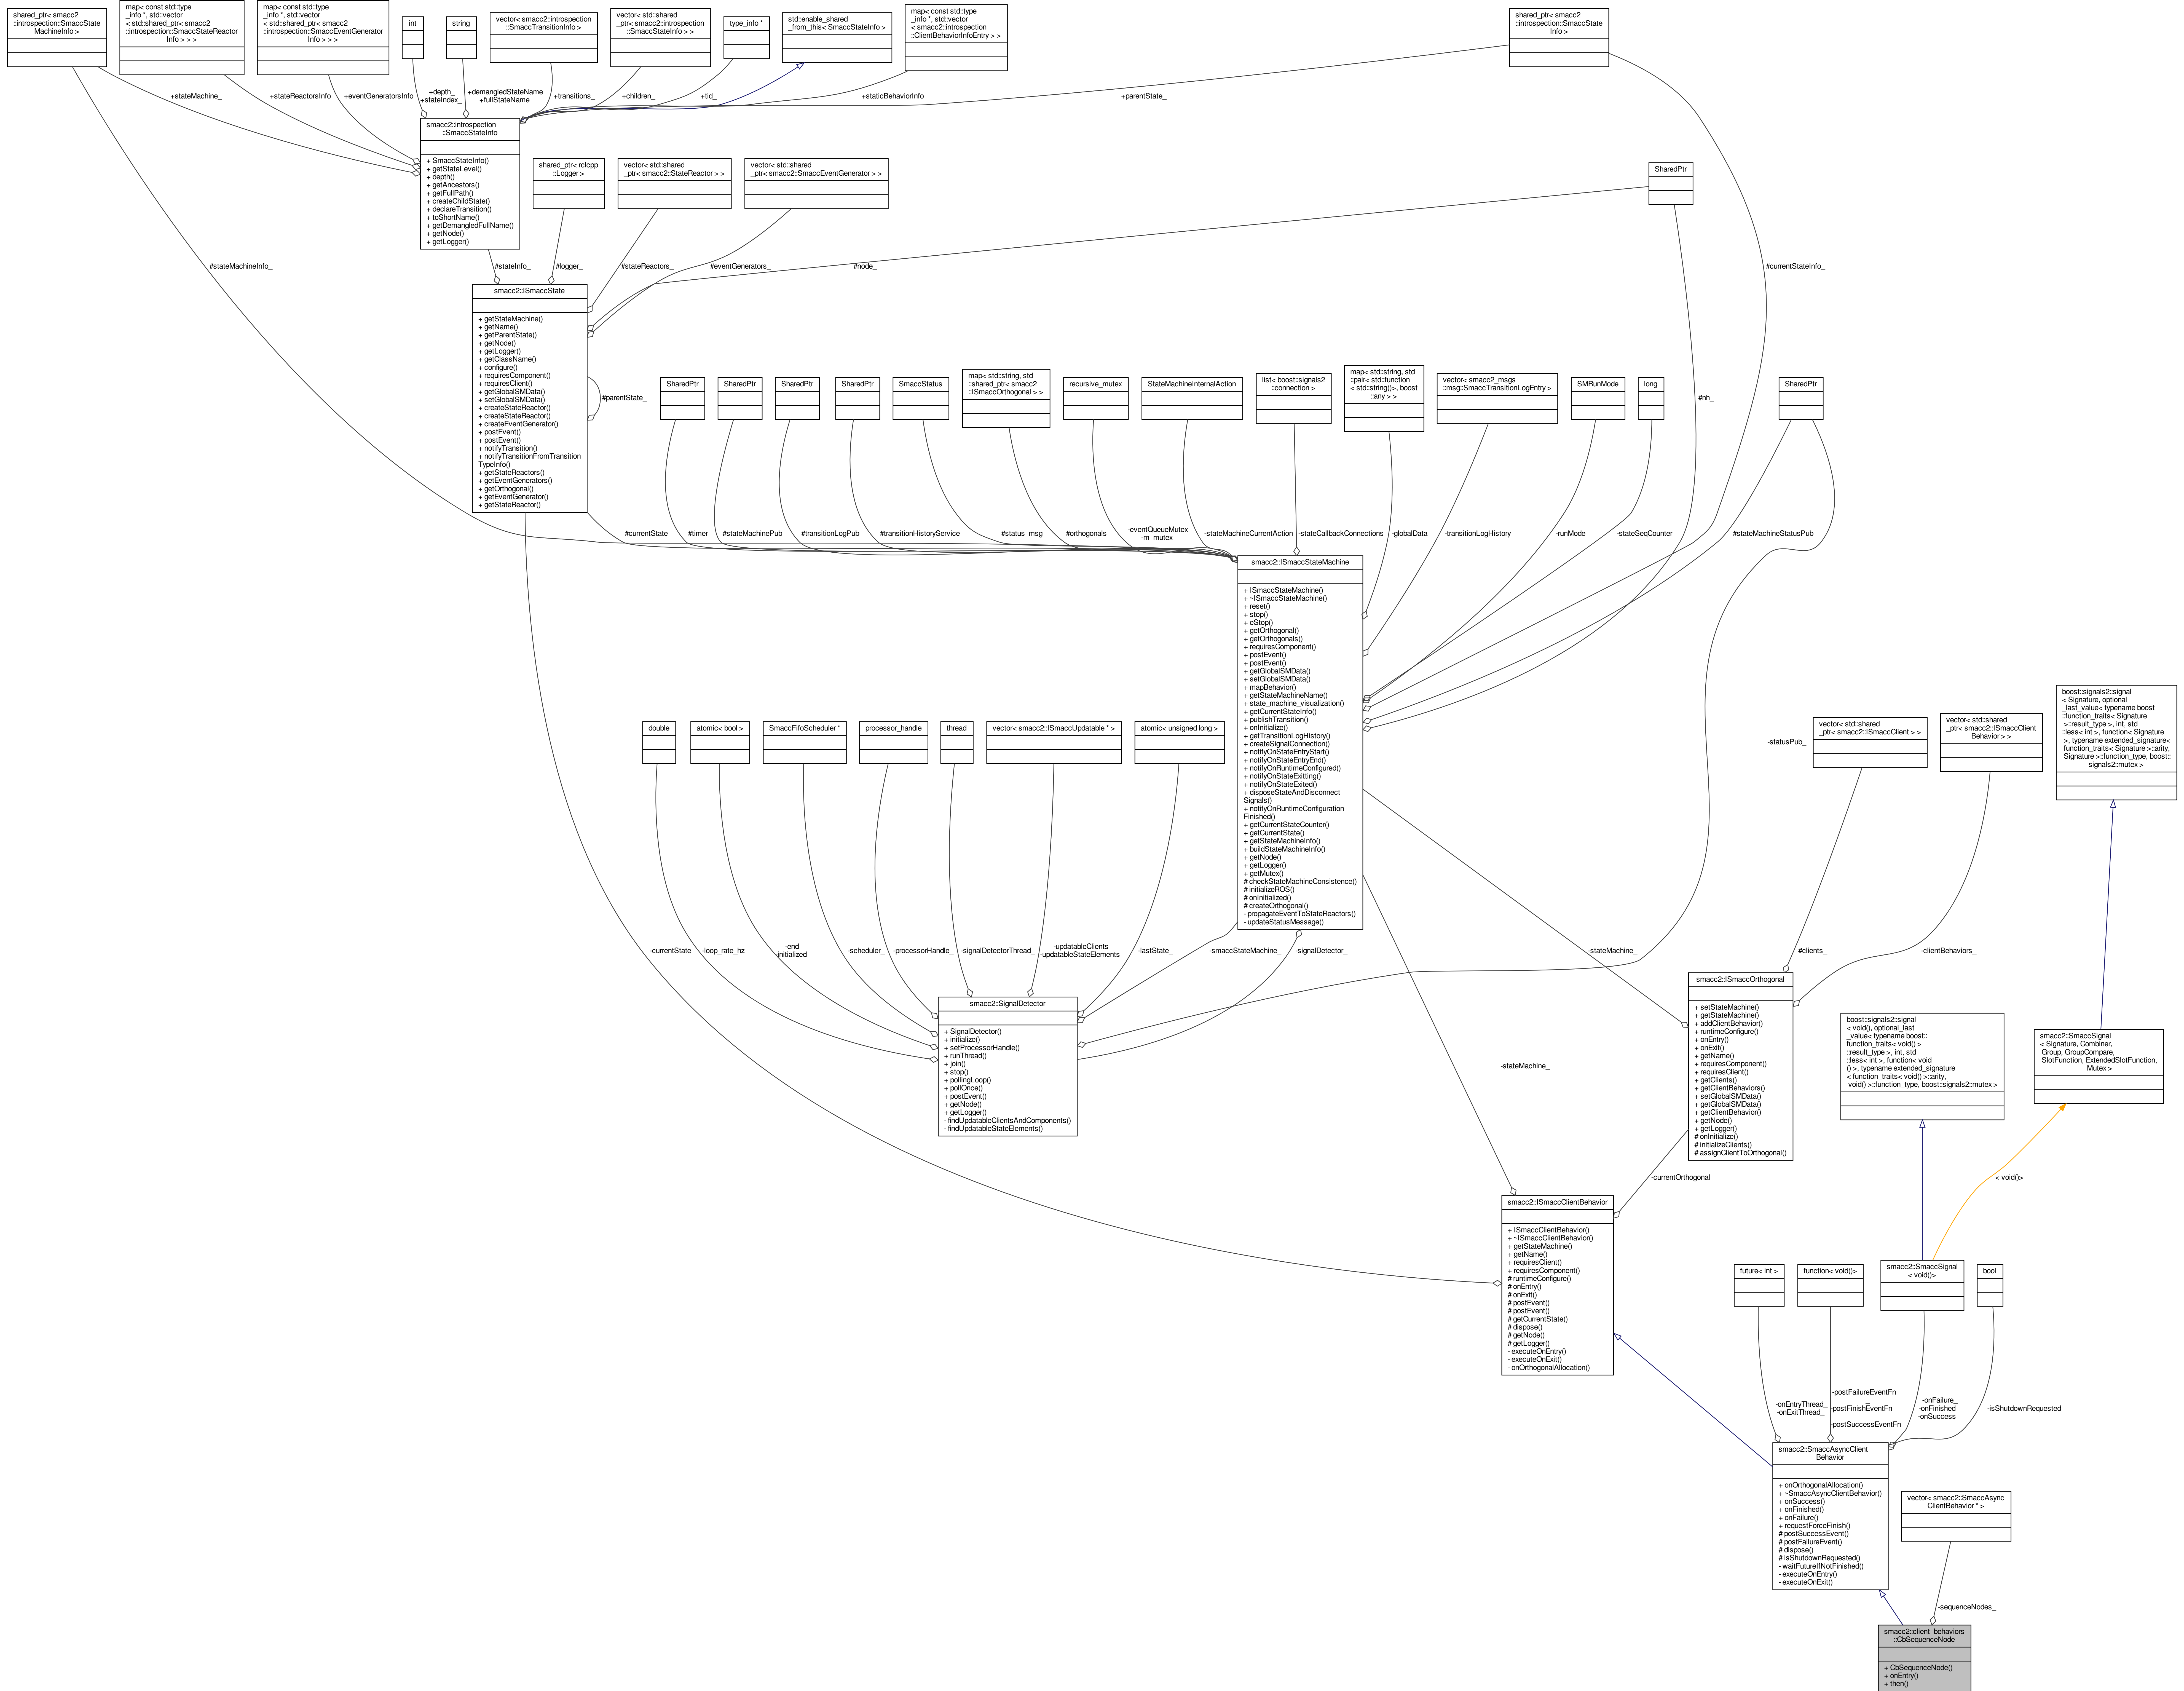 shared_ptr< smacc2
::introspection::SmaccState
MachineInfo >
map< const std::type
_info *, std::vector
< std::shared_ptr< smacc2
::introspection::SmaccStateReactor
Info > > >
map< const std::type
_info *, std::vector
< std::shared_ptr< smacc2
::introspection::SmaccEventGenerator
Info > > >
int
string
vector< smacc2::introspection
::SmaccTransitionInfo >
vector< std::shared
_ptr< smacc2::introspection
::SmaccStateInfo > >
type_info *
std::enable_shared
_from_this< SmaccStateInfo >
map< const std::type
_info *, std::vector
< smacc2::introspection
::ClientBehaviorInfoEntry > >
shared_ptr< smacc2
::introspection::SmaccState
Info >
+stateMachine_
+stateReactorsInfo
+eventGeneratorsInfo
+depth_
+stateIndex_
+demangledStateName
+fullStateName
+transitions_
+children_
+tid_
+staticBehaviorInfo
+parentState_
smacc2::introspection
::SmaccStateInfo
+ SmaccStateInfo()
+ getStateLevel()
+ depth()
+ getAncestors()
+ getFullPath()
+ createChildState()
+ declareTransition()
+ toShortName()
+ getDemangledFullName()
+ getNode()
+ getLogger()
shared_ptr< rclcpp
::Logger >
vector< std::shared
_ptr< smacc2::StateReactor > >
vector< std::shared
_ptr< smacc2::SmaccEventGenerator > >
SharedPtr
#stateMachineInfo_
#stateInfo_
#logger_
#stateReactors_
#eventGenerators_
#node_
#currentStateInfo_
smacc2::ISmaccState
+ getStateMachine()
+ getName()
+ getParentState()
+ getNode()
+ getLogger()
+ getClassName()
+ configure()
+ requiresComponent()
+ requiresClient()
+ getGlobalSMData()
+ setGlobalSMData()
+ createStateReactor()
+ createStateReactor()
+ createEventGenerator()
+ postEvent()
+ postEvent()
+ notifyTransition()
+ notifyTransitionFromTransition
TypeInfo()
+ getStateReactors()
+ getEventGenerators()
+ getOrthogonal()
+ getEventGenerator()
+ getStateReactor()
#parentState_
SharedPtr
SharedPtr
SharedPtr
SharedPtr
SmaccStatus
map< std::string, std
::shared_ptr< smacc2
::ISmaccOrthogonal > >
recursive_mutex
StateMachineInternalAction
list< boost::signals2
::connection >
map< std::string, std
::pair< std::function
< std::string()>, boost
::any > >
vector< smacc2_msgs
::msg::SmaccTransitionLogEntry >
SMRunMode
long
#nh_
SharedPtr
#currentState_
#timer_
#stateMachinePub_
#transitionLogPub_
#transitionHistoryService_
#status_msg_
#orthogonals_
-eventQueueMutex_
-m_mutex_
-stateMachineCurrentAction
-stateCallbackConnections
-globalData_
-transitionLogHistory_
-runMode_
-stateSeqCounter_
#stateMachineStatusPub_
smacc2::ISmaccStateMachine
+ ISmaccStateMachine()
+ ~ISmaccStateMachine()
+ reset()
+ stop()
+ eStop()
+ getOrthogonal()
+ getOrthogonals()
+ requiresComponent()
+ postEvent()
+ postEvent()
+ getGlobalSMData()
+ setGlobalSMData()
+ mapBehavior()
+ getStateMachineName()
+ state_machine_visualization()
+ getCurrentStateInfo()
+ publishTransition()
+ onInitialize()
+ getTransitionLogHistory()
+ createSignalConnection()
+ notifyOnStateEntryStart()
+ notifyOnStateEntryEnd()
+ notifyOnRuntimeConfigured()
+ notifyOnStateExitting()
+ notifyOnStateExited()
+ disposeStateAndDisconnect
Signals()
+ notifyOnRuntimeConfiguration
Finished()
+ getCurrentStateCounter()
+ getCurrentState()
+ getStateMachineInfo()
+ buildStateMachineInfo()
+ getNode()
+ getLogger()
+ getMutex()
# checkStateMachineConsistence()
# initializeROS()
# onInitialized()
# createOrthogonal()
- propagateEventToStateReactors()
- updateStatusMessage()
double
atomic< bool >
SmaccFifoScheduler *
processor_handle
thread
vector< smacc2::ISmaccUpdatable * >
atomic< unsigned long >
-statusPub_
vector< std::shared
_ptr< smacc2::ISmaccClient > >
vector< std::shared
_ptr< smacc2::ISmaccClient
Behavior > >
boost::signals2::signal
< Signature, optional
_last_value< typename boost
::function_traits< Signature
>::result_type >, int, std
::less< int >, function< Signature
>, typename extended_signature<
function_traits< Signature >::arity,
Signature >::function_type, boost::
signals2::mutex >
-currentState
-loop_rate_hz
-end_
-initialized_
-scheduler_
-processorHandle_
-signalDetectorThread_
-updatableClients_
-updatableStateElements_
-lastState_
-smaccStateMachine_
-signalDetector_
-stateMachine_
#clients_
-clientBehaviors_
smacc2::SignalDetector
+ SignalDetector()
+ initialize()
+ setProcessorHandle()
+ runThread()
+ join()
+ stop()
+ pollingLoop()
+ pollOnce()
+ postEvent()
+ getNode()
+ getLogger()
- findUpdatableClientsAndComponents()
- findUpdatableStateElements()
smacc2::ISmaccOrthogonal
+ setStateMachine()
+ getStateMachine()
+ addClientBehavior()
+ runtimeConfigure()
+ onEntry()
+ onExit()
+ getName()
+ requiresComponent()
+ requiresClient()
+ getClients()
+ getClientBehaviors()
+ setGlobalSMData()
+ getGlobalSMData()
+ getClientBehavior()
+ getNode()
+ getLogger()
# onInitialize()
# initializeClients()
# assignClientToOrthogonal()
boost::signals2::signal
< void(), optional_last
_value< typename boost::
function_traits< void() >
::result_type >, int, std
::less< int >, function< void
() >, typename extended_signature
< function_traits< void() >::arity,
void() >::function_type, boost::signals2::mutex >
smacc2::SmaccSignal
< Signature, Combiner,
Group, GroupCompare,
SlotFunction, ExtendedSlotFunction,
Mutex >
-stateMachine_
-currentOrthogonal
< void()>
smacc2::ISmaccClientBehavior
+ ISmaccClientBehavior()
+ ~ISmaccClientBehavior()
+ getStateMachine()
+ getName()
+ requiresClient()
+ requiresComponent()
# runtimeConfigure()
# onEntry()
# onExit()
# postEvent()
# postEvent()
# getCurrentState()
# dispose()
# getNode()
# getLogger()
- executeOnEntry()
- executeOnExit()
- onOrthogonalAllocation()
future< int >
function< void()>
smacc2::SmaccSignal
< void()>
bool
-onEntryThread_
-onExitThread_
-postFailureEventFn
_
-postFinishEventFn
_
-postSuccessEventFn_
-onFailure_
-onFinished_
-onSuccess_
-isShutdownRequested_
smacc2::SmaccAsyncClient
Behavior
+ onOrthogonalAllocation()
+ ~SmaccAsyncClientBehavior()
+ onSuccess()
+ onFinished()
+ onFailure()
+ requestForceFinish()
# postSuccessEvent()
# postFailureEvent()
# dispose()
# isShutdownRequested()
- waitFutureIfNotFinished()
- executeOnEntry()
- executeOnExit()
vector< smacc2::SmaccAsync
ClientBehavior * >
-sequenceNodes_
smacc2::client_behaviors
::CbSequenceNode
+ CbSequenceNode()
+ onEntry()
+ then()